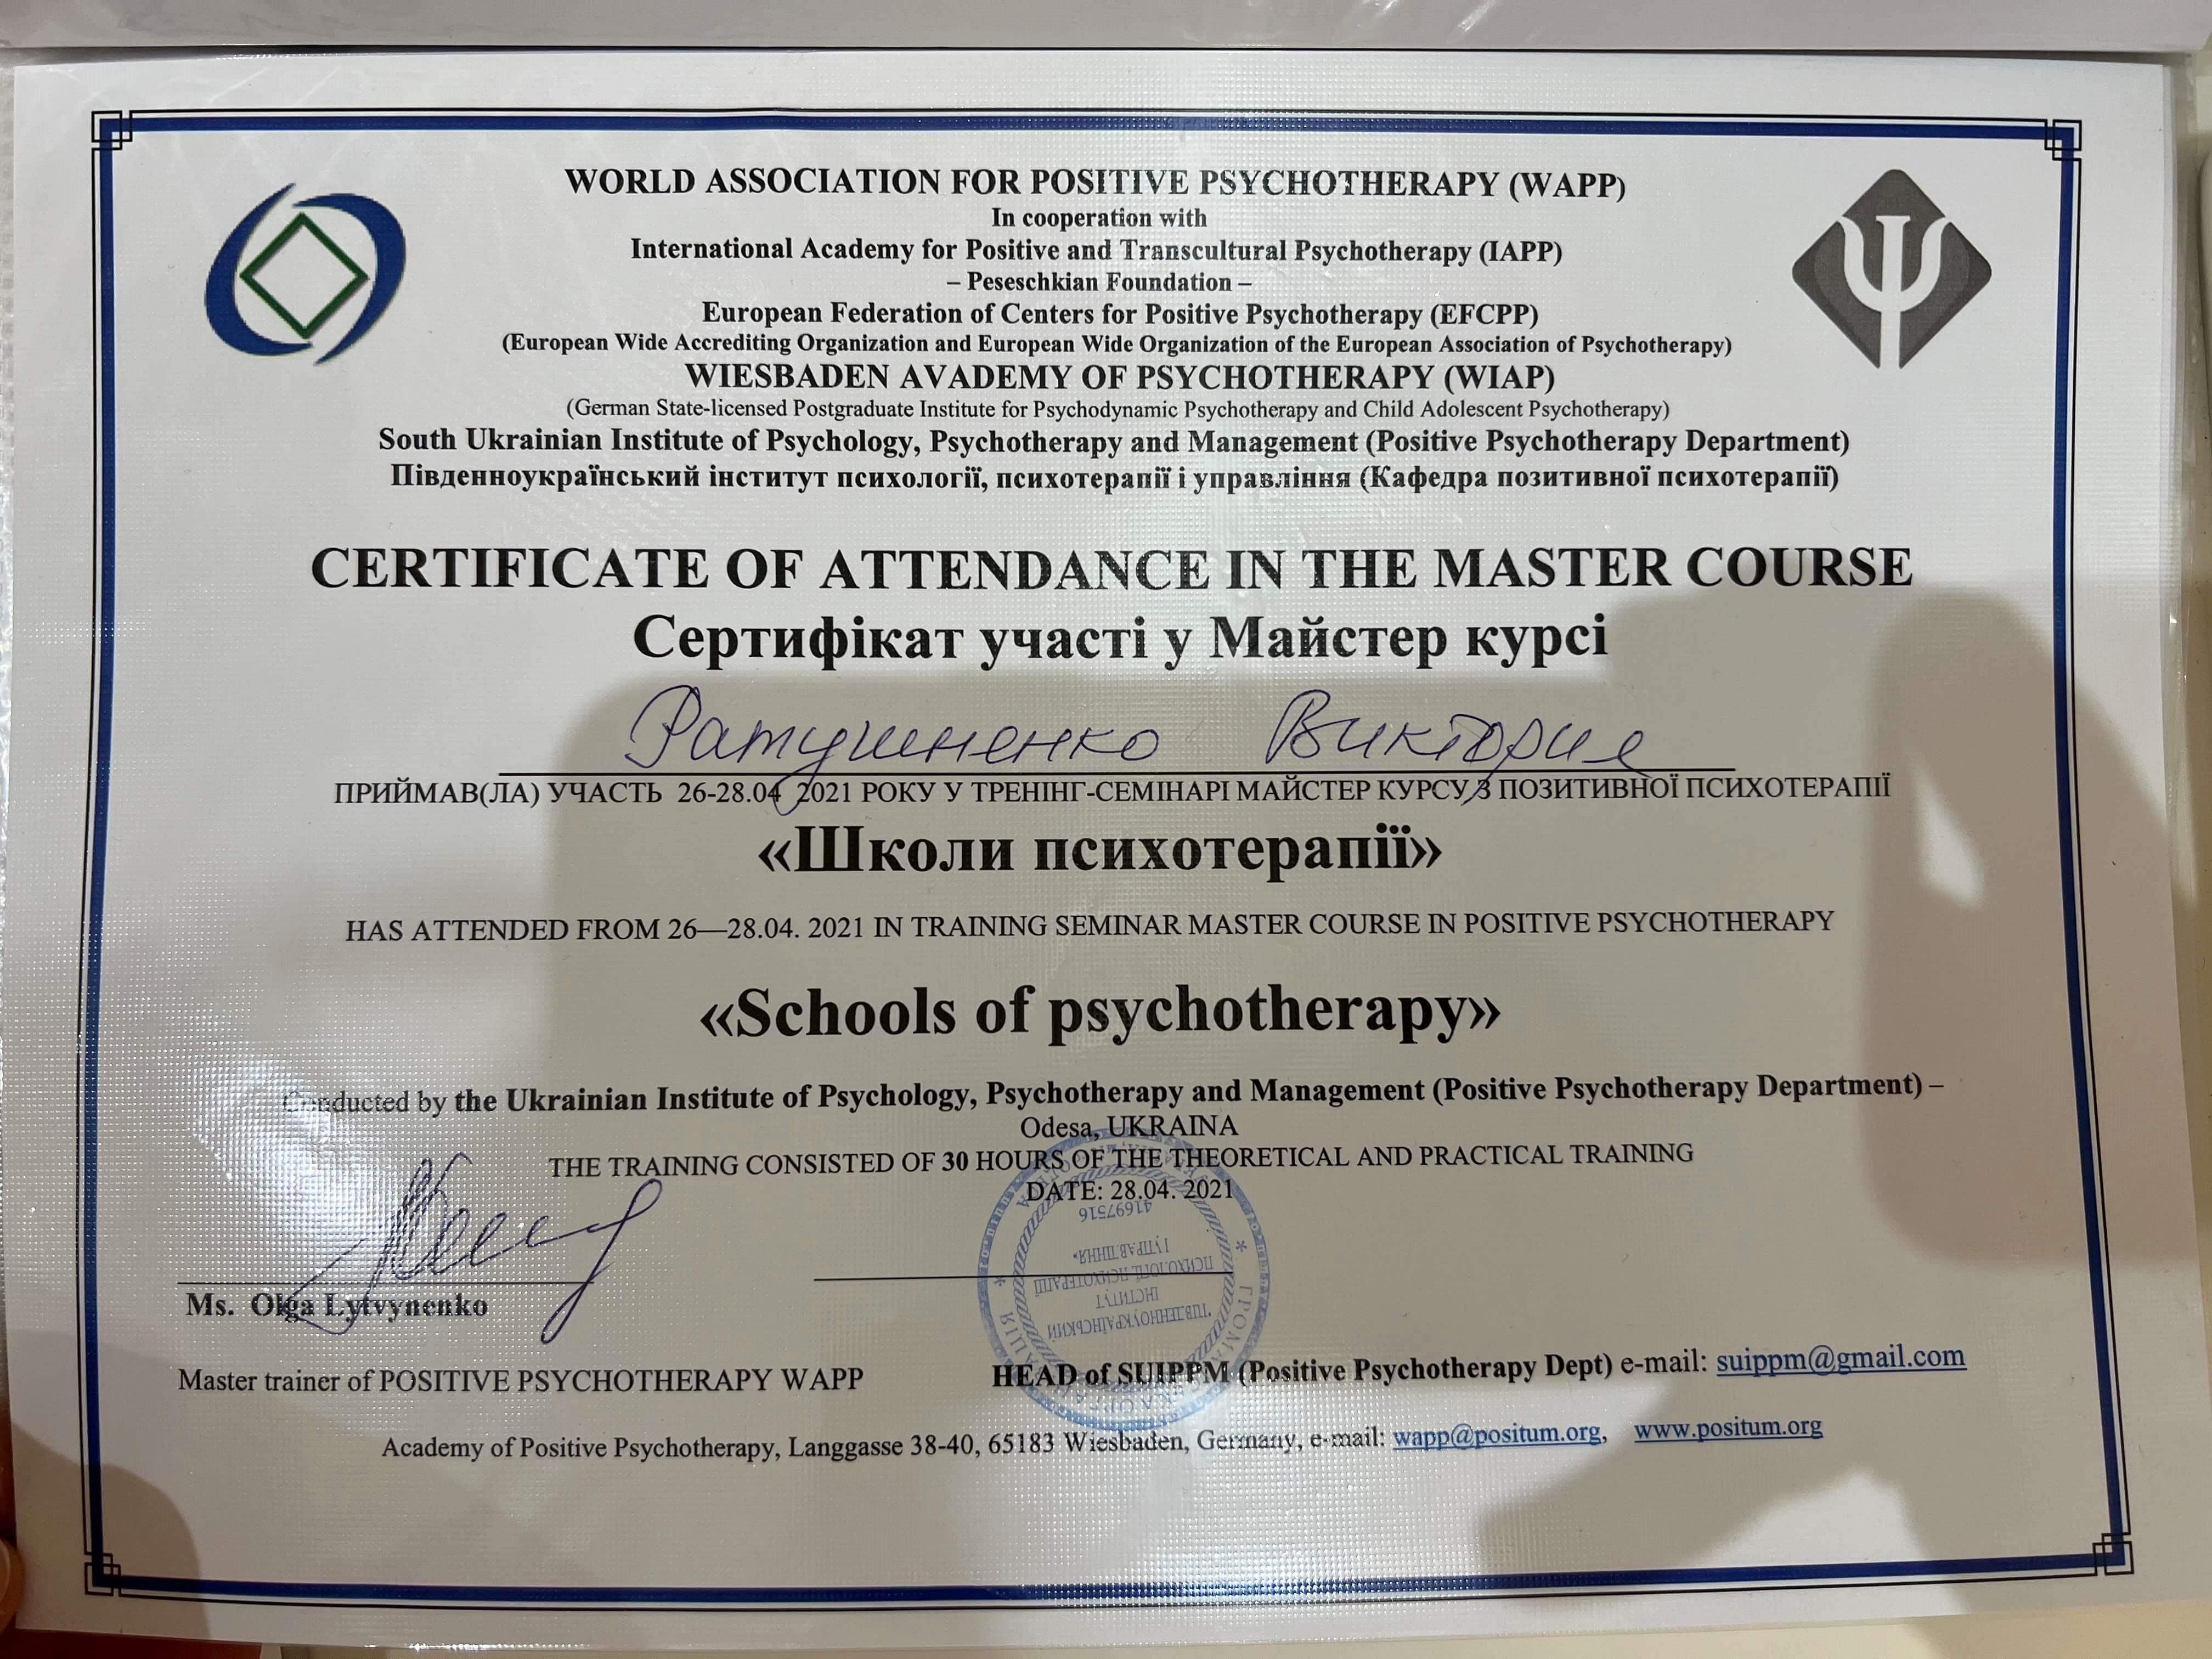 WORLD ASSOCIATION FOR POSITIVE PSYCHOTHERAPY (WAPP)
In cooperation with
International Academy for Positive and Transcultural Psychotherapy (IAPP)
– Peseschkian Foundation –
European Federation of Centers for Positive Psychotherapy (EFCPP)
(European Wide Accrediting Organization and European Wide Organization of the European Association of Psychotherapy)
WIESBADEN AVADEMY OF PSYCHOTHERAPY (WIAP)
(German State-licensed Postgraduate Institute for Psychodynamic Psychotherapy and Child Adolescent Psychotherapy)
South Ukrainian Institute of Psychology, Psychotherapy and Management (Positive Psychotherapy Department)
Південноукраїнський інститут психології, психотерапії і управління (Кафедра позитивної психотерапії)
CERTIFICATE OF ATTENDANCE IN THE MASTER COURSE
Сертифікат участі у Майстер курсі
Ратушненко Виктория
ПРИЙМАВ(ЛА) УЧАСТЬ 26-28.04 2021 РОКУ У ТРЕНІНГ-СЕМІНАРІ МАЙСТЕР КУРСУ З ПОЗИТИВНОЇ ПСИХОТЕРАПІЇ
«Школи психотерапії»
HAS ATTENDED FROM 26—28.04. 2021 IN TRAINING SEMINAR MASTER COURSE IN POSITIVE PSYCHOTHERAPY
«Schools of psychotherapy»
Conducted by the Ukrainian Institute of Psychology, Psychotherapy and Management (Positive Psychotherapy Department) –
Odesa, UKRAINA
THE TRAINING CONSISTED OF 30 HOURS OF THE THEORETICAL AND PRACTICAL TRAINING
DATE: 28.04. 2021
41697516
УПРАВЛІННЯ"
ПСИХОЛОГІЇ, ПСИХОТЕРАПІЇ
ІНСТИТУТ
"ПІВДЕННОУКРАЇНСЬКИЙ
Ms. Olga Lytvynenko
Master trainer of POSITIVE PSYCHOTHERAPY WAPP
HEAD of SUIPPM (Positive Psychotherapy Dept) e-mail: suippm@gmail.com
Academy of Positive Psychotherapy, Langgasse 38-40, 65183 Wiesbaden, Germany, e-mail: wapp@positum.org, www.positum.org